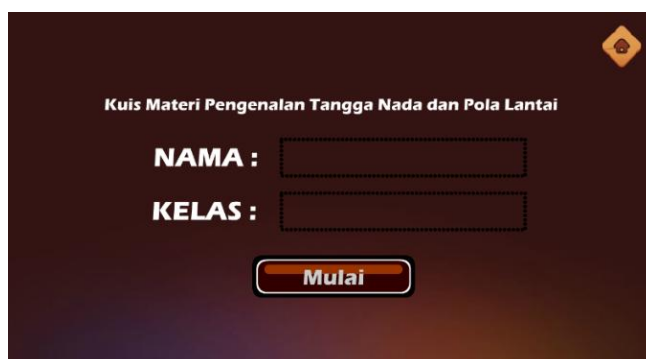 Kuis Materi Pengenalan Tangga Nada dan Pola Lantai
NAMA :
KELAS :
Mulai